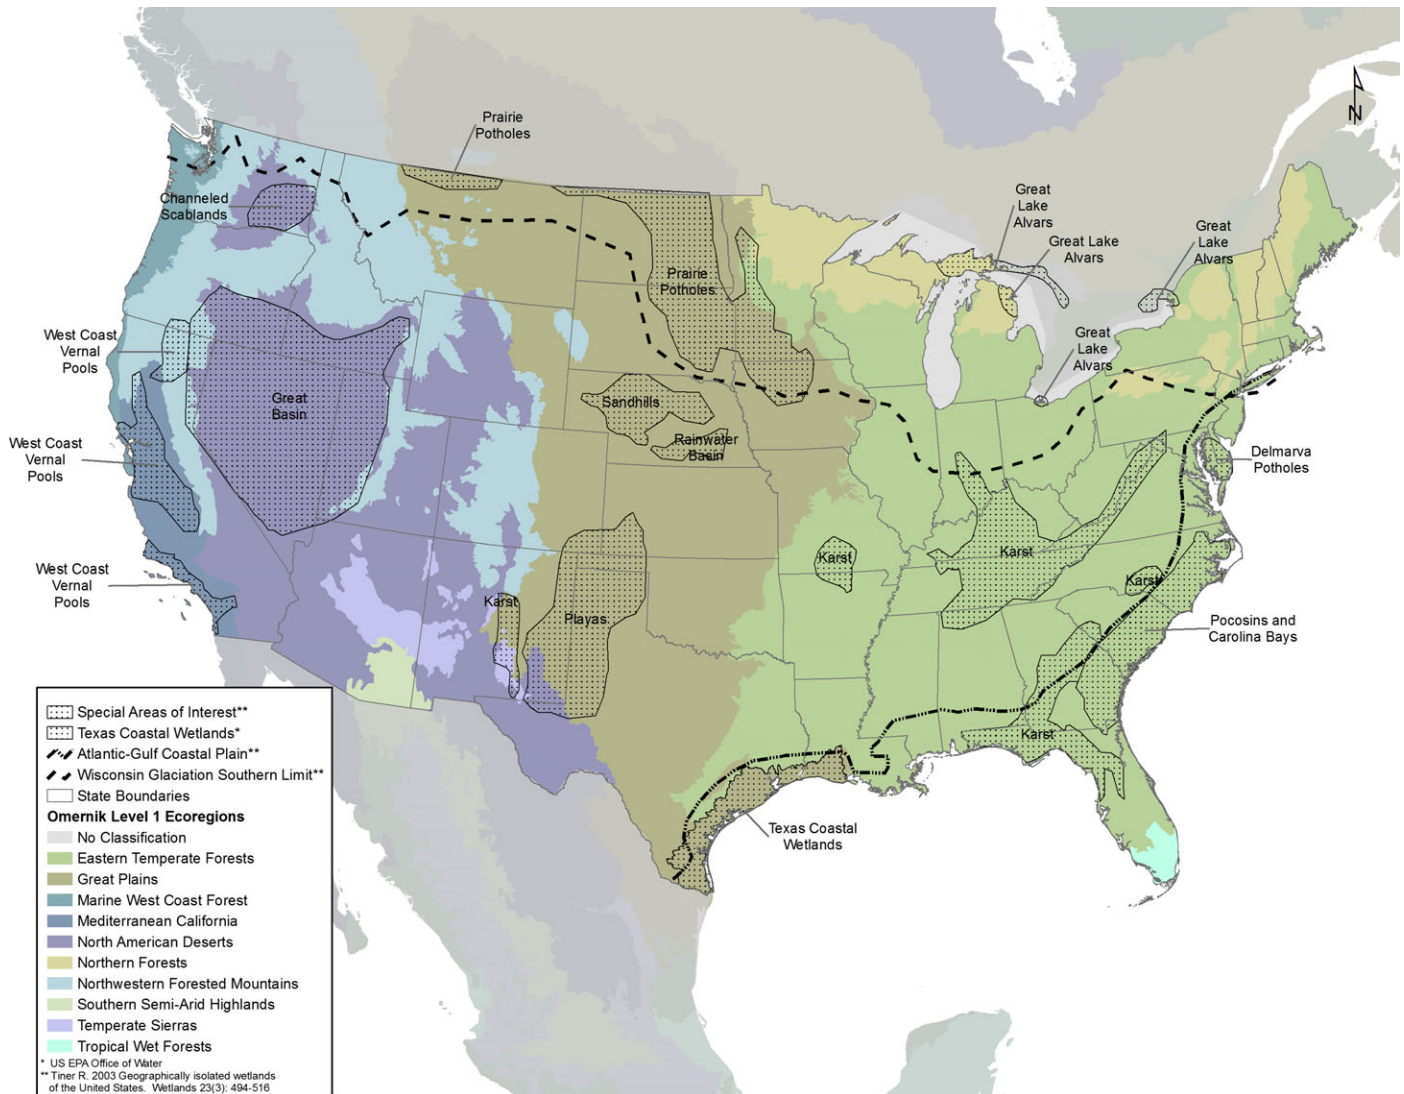 Prairie
Potholes
N
Channeled
Scablands
Great
Lake
Alvars
Great Lake
Alvars
Great
Lake
Alvars
Prairie
Potholes
West Coast
Vernal
Pools
Great
Lake
Alvars
Great
Basin
Sandhills
Rainwater
Basin
West Coast
Vernal
Pools
Delmarva
Potholes
Karst
Karst
West Coast
Vernal
Pools
Karst
Karst
Playas
Pocosins and
Carolina Bays
Karst
Texas Coastal
Wetlands
Special Areas of Interest**
Texas Coastal Wetlands*
Atlantic-Gulf Coastal Plain**
Wisconsin Glaciation Southern Limit**
State Boundaries
Omernik Level 1 Ecoregions
No Classification
Eastern Temperate Forests
Great Plains
Marine West Coast Forest
Mediterranean California
North American Deserts
Northern Forests
Northwestern Forested Mountains
Southern Semi-Arid Highlands
Temperate Sierras
Tropical Wet Forests
* US EPA Office of Water
** Tiner R. 2003 Geographically isolated wetlands
of the United States. Wetlands 23(3): 494-516